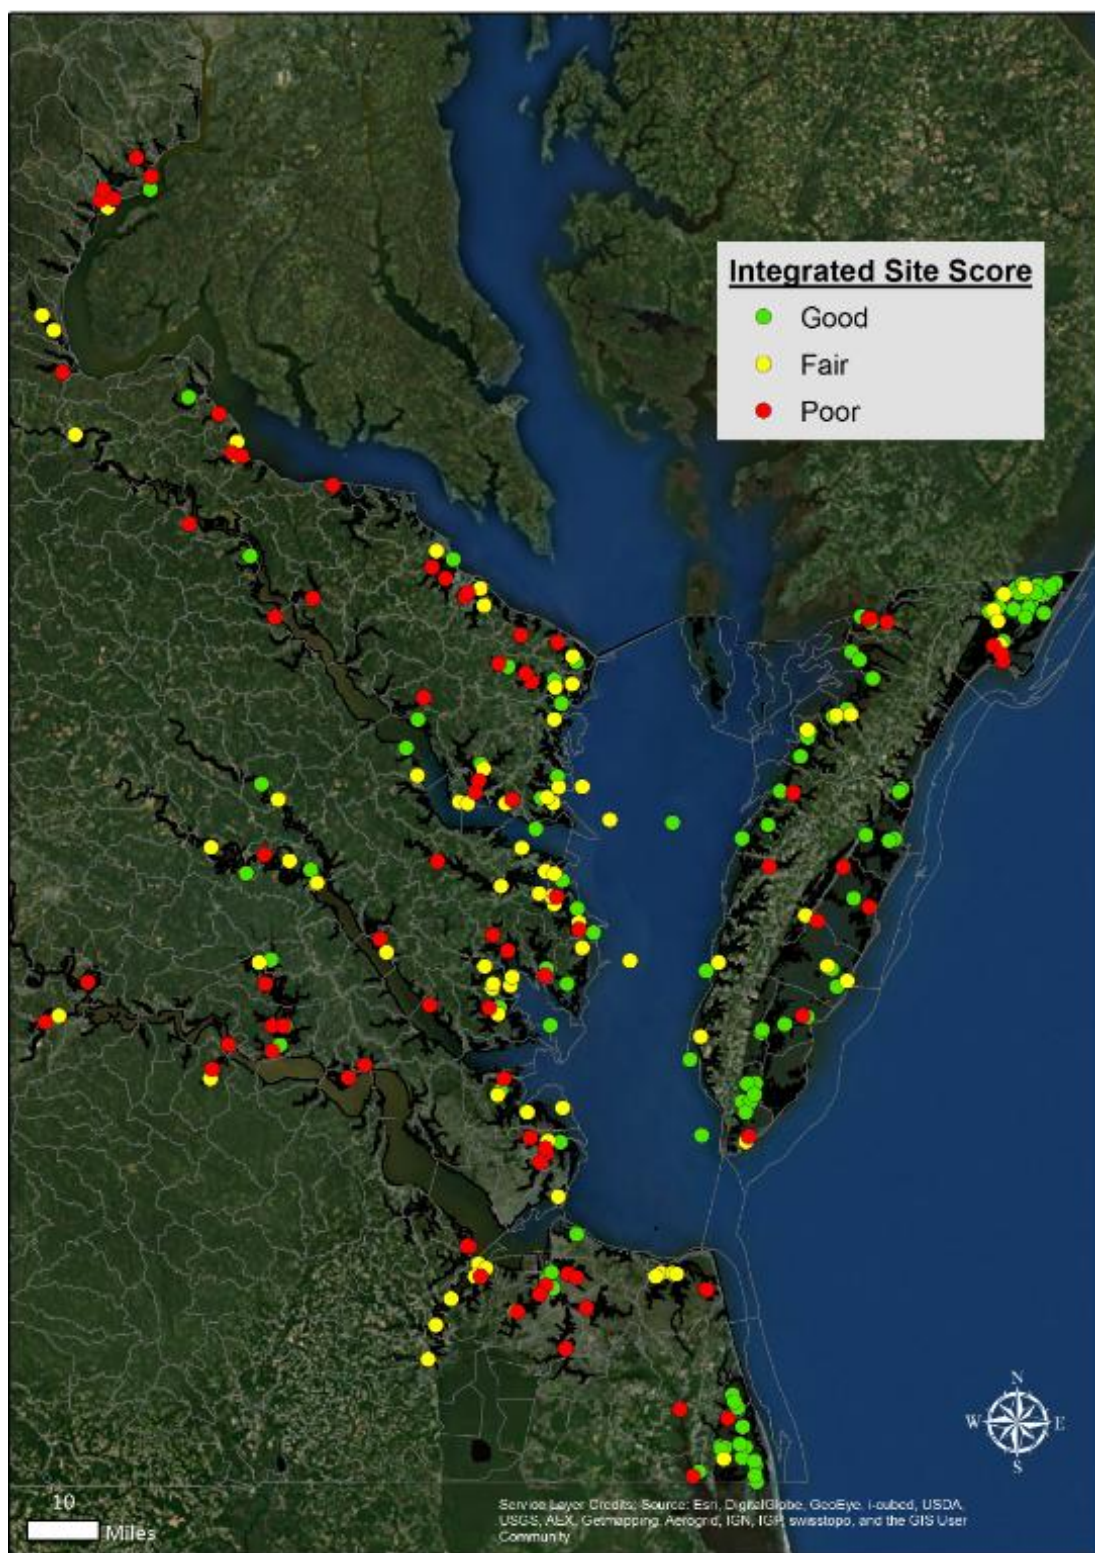 Integrated Site Score
Good
Fair
Poor
N
W E
S
10
Miles
Service Layer Credits: Source: Esri, DigitalGlobe, GeoEye, i-cubed, USDA,
USGS, AEX, Getmapping, Aerogrid, IGN, IGP, swisstopo, and the GIS User
Community